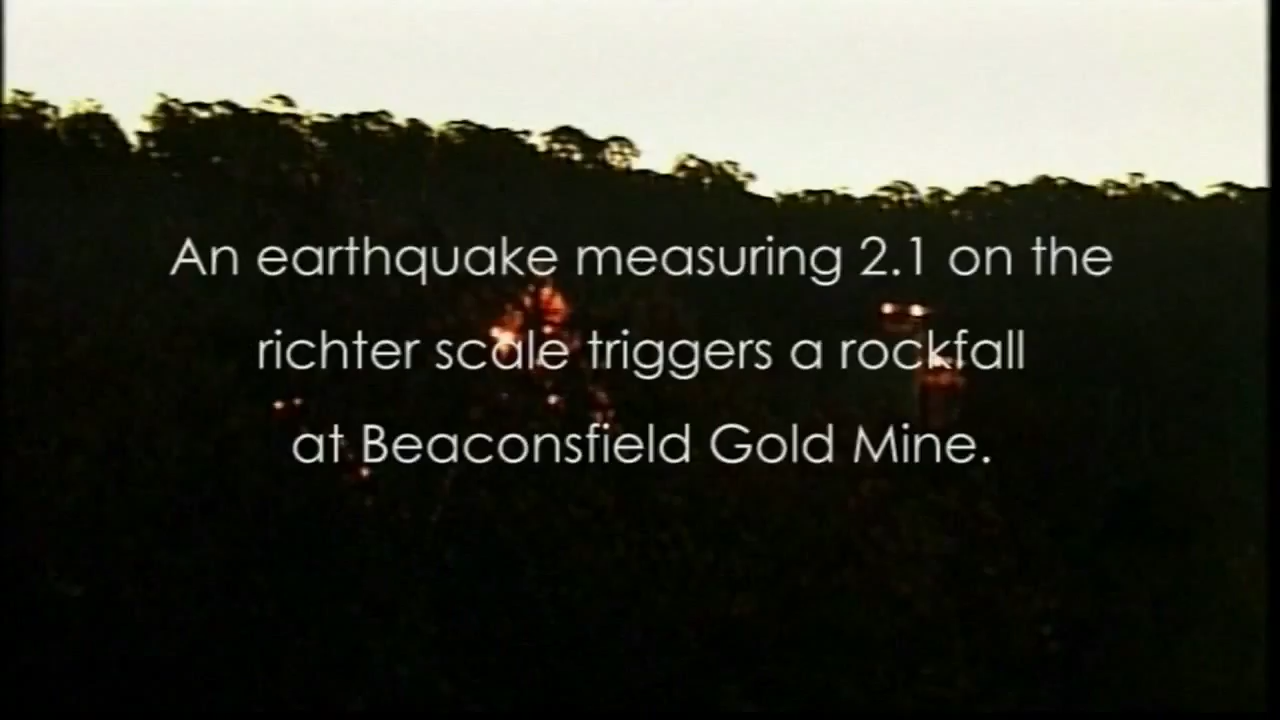 An earthquake measuring 2.1 on the
richter scale triggers a rockfall
at Beaconsfield Gold Mine.